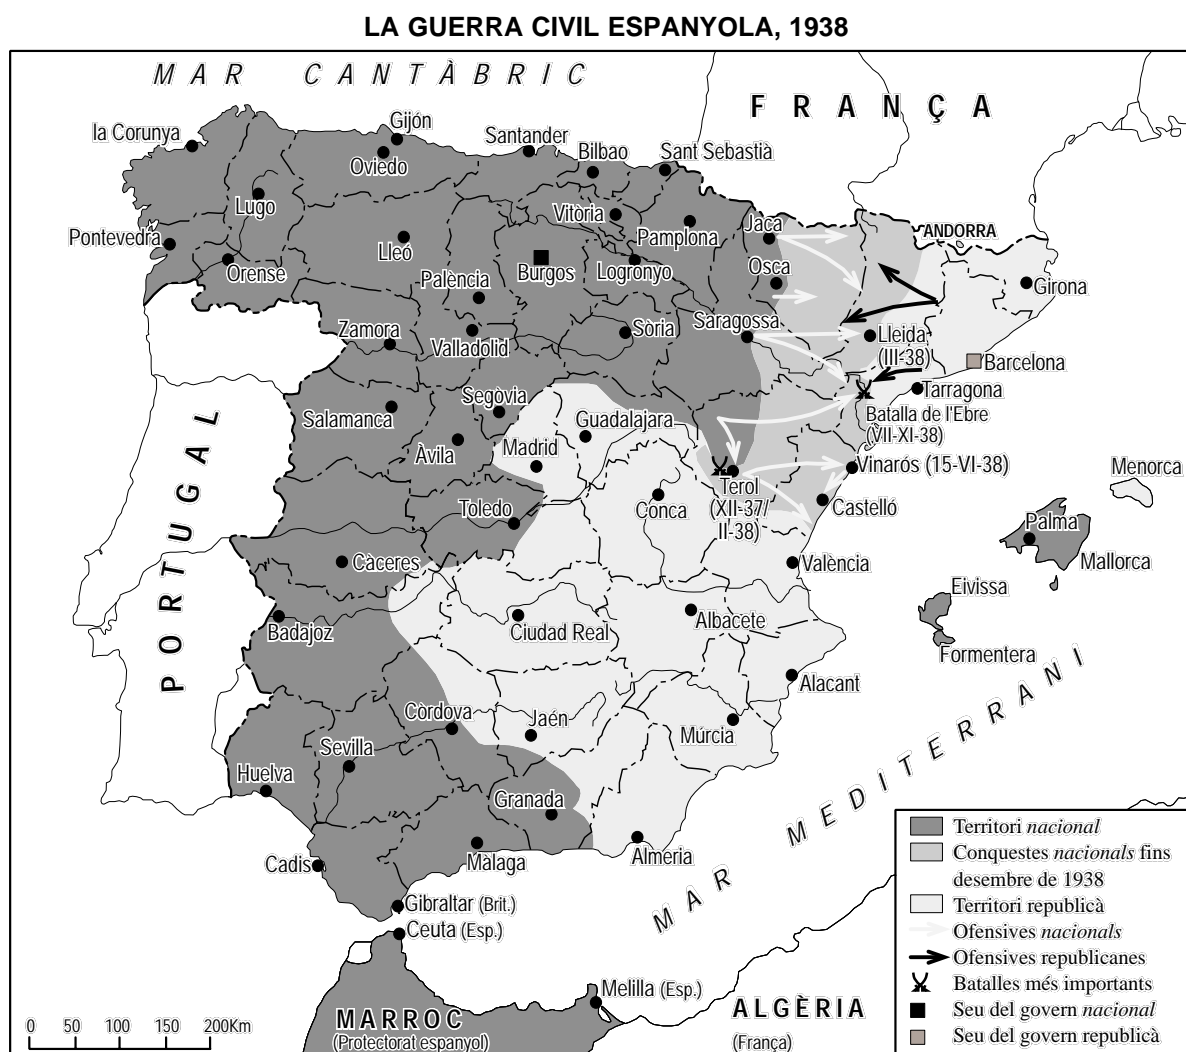 LA GUERRA CIVIL ESPANYOLA, 1938
MAR CANTÀBRIC
FRANÇA
la Corunya
Gijón
Oviedo
Santander
Bilbao
Sant Sebastià
Lugo
Vitòria
Pamplona
Jaca
ANDORRA
Pontevedra
Lleó
Orense
Burgos
Logronyo
Osca
Girona
Palència
Zamora
Valladolid
Sòria
Saragossa
Lleida
(III-38)
Barcelona
Tarragona
Salamanca
Segòvia
Guadalajara
Batalla de l'Ebre
(VII-XI-38)
Àvila
Madrid
Terol
(XII-37/
II-38)
Vinarós (15-VI-38)
Menorca
Toledo
Conca
Castelló
Palma
Mallorca
PORTUGAL
Càceres
València
Eivissa
Badajoz
Ciudad Real
Albacete
Formentera
Alacant
Còrdova
Jaén
Múrcia
Sevilla
Huelva
Granada
MAR MEDITERRANI
Cadis
Màlaga
Almeria
Gibraltar (Brit.)
Ceuta (Esp.)
Melilla (Esp.)
MARROC
(Protectorat espanyol)
ALGÈRIA
(França)
0 50 100 150 200Km
Territori nacional
Conquestes nacionals fins
desembre de 1938
Territori republicà
Ofensives nacionals
Ofensives republicanes
Batalles més importants
Seu del govern nacional
Seu del govern republicà